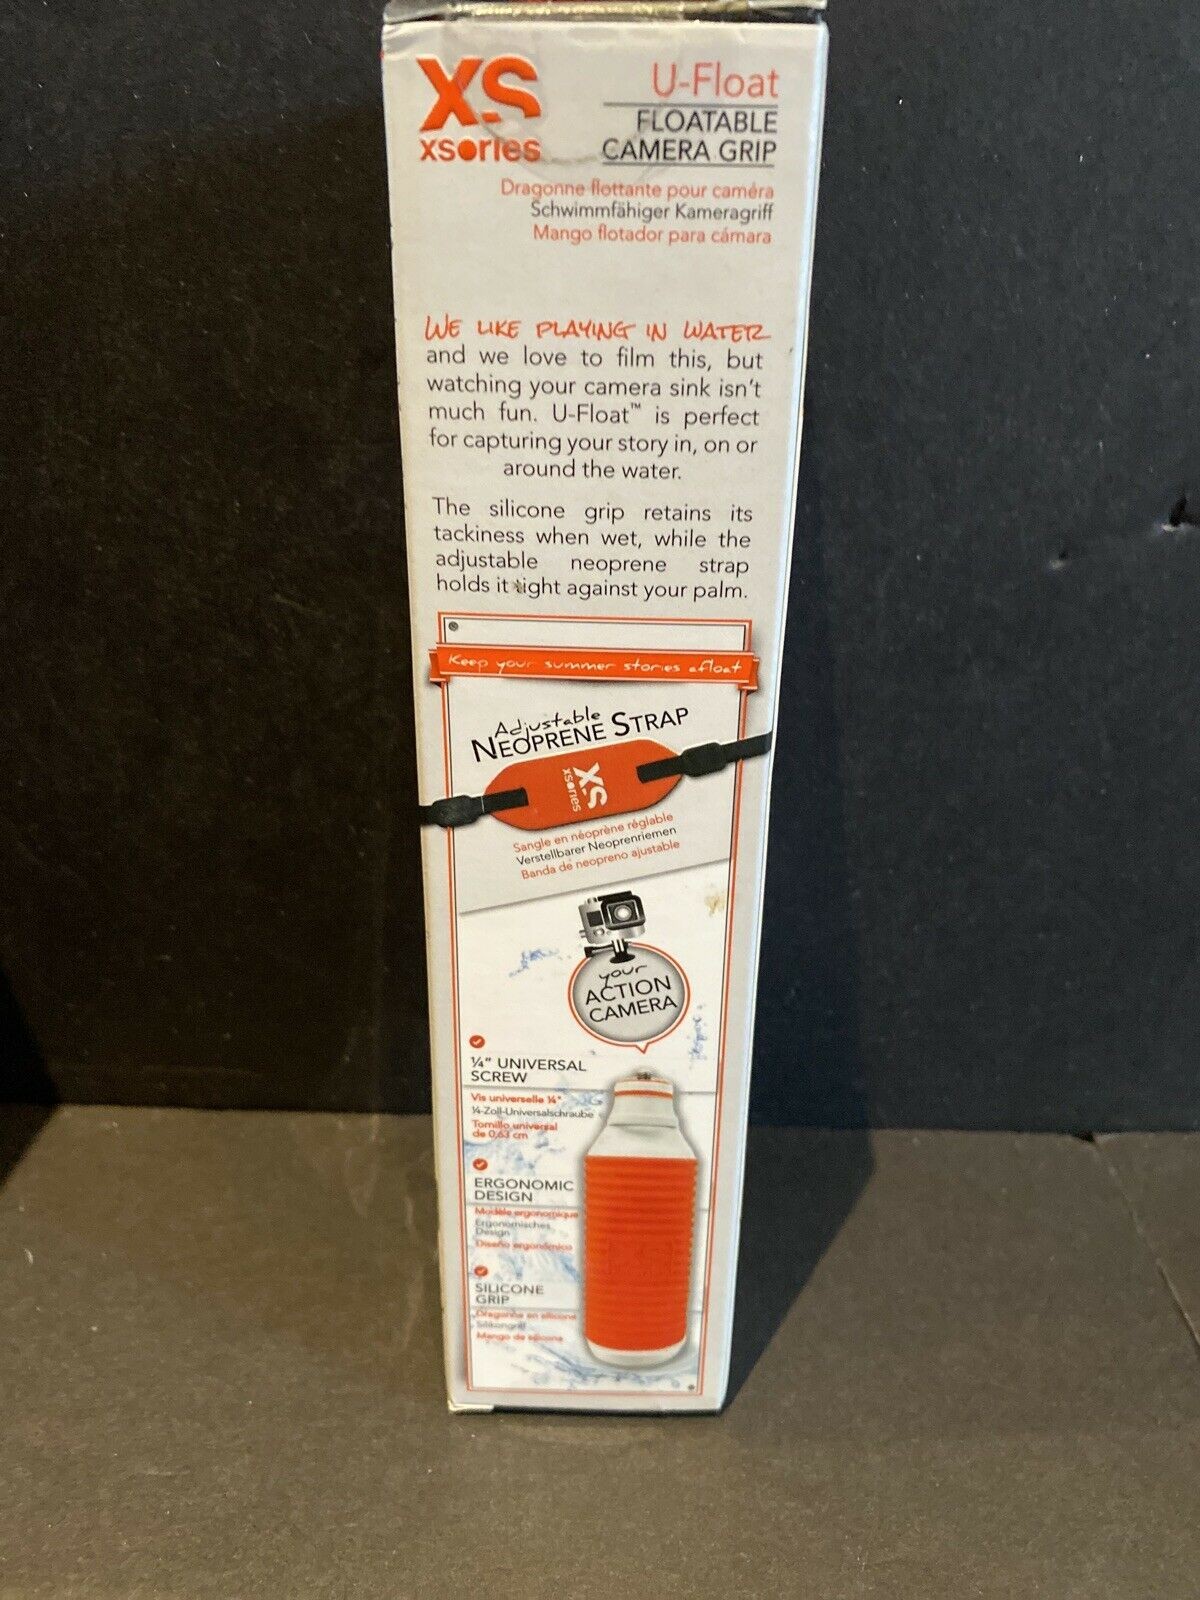 XS
xsories
U-Float
FLOATABLE
CAMERA GRIP
Dragonne flottante pour caméra
Schwimmfähiger Kameragriff
Mango flotador para cámara
WE LIKE PLAYING IN WATER
and we love to film this, but
watching your camera sink isn't
much fun. U-Float™ is perfect
for capturing your story in, on or
around the water.
The silicone grip retains its
tackiness when wet, while the
adjustable neoprene strap
holds it tight against your palm.
Keep your summer stories afloat
Adjustable
NEOPRENE STRAP
XS
xsories
Sangle en néoprène réglable
Verstellbarer Neoprenriemen
Banda de neopreno ajustable
your
ACTION
CAMERA
¼" UNIVERSAL
SCREW
Vis universelle ¼"
¼-Zoll-Universalschraube
Tornillo universal
de 0,63 cm
ERGONOMIC
DESIGN
Modèle ergonomique
Ergonomisches
Design
Diseño ergonómico
SILICONE
GRIP
Dragonne en silicone
Silikongriff
Mango de silicona